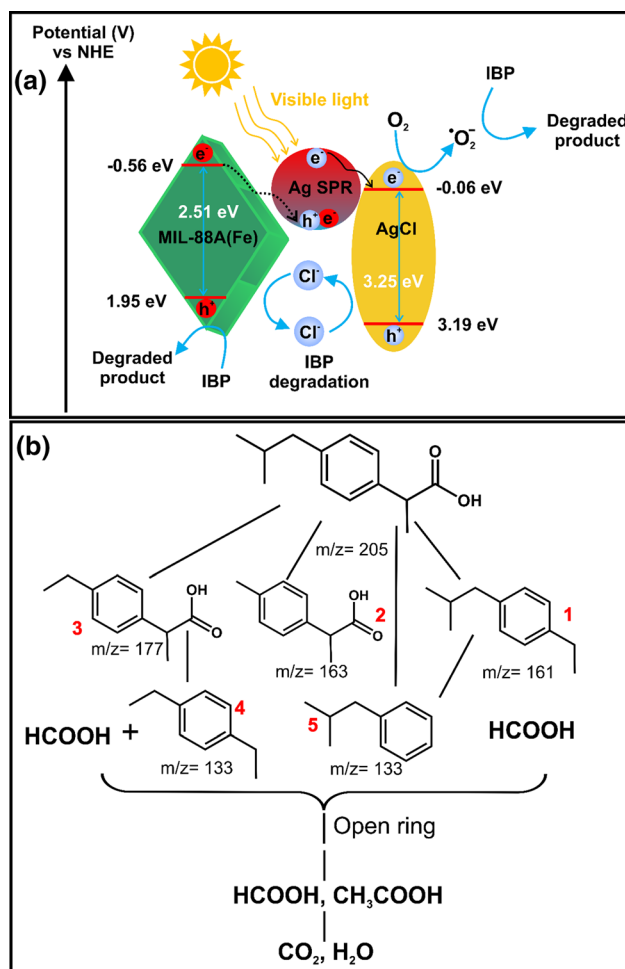 Potential (V)
vs NHE
(a)
Visible light
IBP
O₂
•O₂⁻
Degraded
product
-0.56 eV
e⁻
e⁻
Ag SPR
e⁻
-0.06 eV
2.51 eV
h⁺ e⁻
MIL-88A(Fe)
AgCl
Cl⁻
3.25 eV
1.95 eV
h⁺
Cl⁻
h⁺
3.19 eV
Degraded
product
IBP
IBP
degradation
(b)
O
OH
m/z= 205
OH
O
3
m/z= 177
OH
O
2
m/z= 163
1
m/z= 161
HCOOH +
4
m/z= 133
5
m/z= 133
HCOOH
Open ring
HCOOH, CH₃COOH
CO₂, H₂O